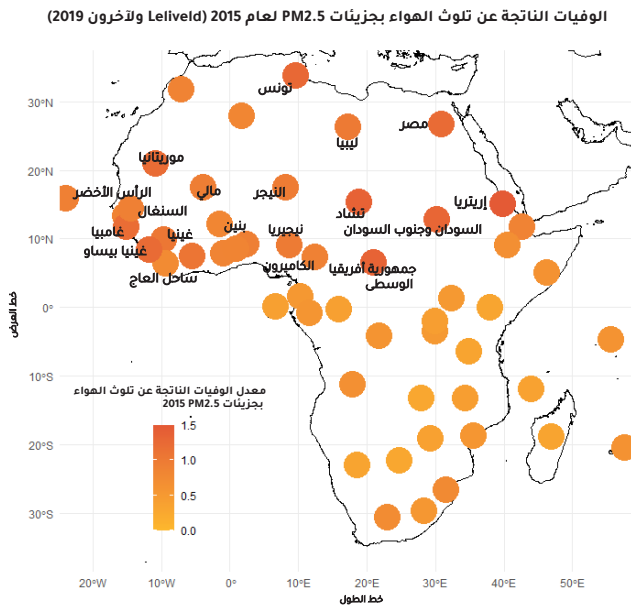 الوفيات الناتجة عن تلوث الهواء بجزيئات PM2.5 لعام 2015 (Leliveld ولآخرون 2019)
تونس
مصر
ليبيا
موريتانيا
الرأس الأخضر
مالي
النيجر
إريتريا
السنغال
تشاد
غامبيا
غينيا
بنين
نيجيريا
السودان وجنوب السودان
غينيا بيساو
الكاميرون
جمهورية أفريقيا
الوسطى
ساحل العاج
30°N
20°N
10°N
0°
10°S
20°S
30°S
خط العرض
معدل الوفيات الناتجة عن تلوث الهواء
بجزيئات PM2.5 2015
1.5
1.0
0.5
0.0
20°W
10°W
0°
10°E
20°E
30°E
40°E
50°E
خط الطول